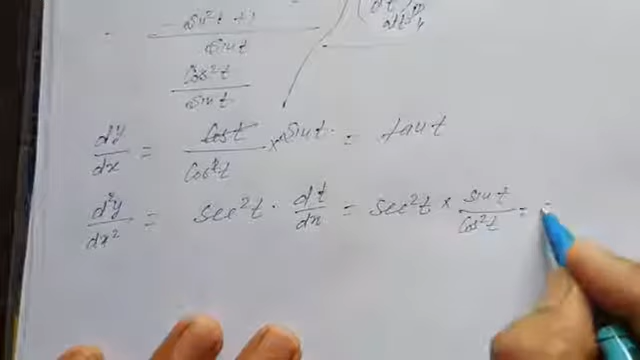 - sin²t + 1
sin t
cos²t
sin t
dy/dx = cos t / cos²t × sin t = tan t
d²y/dx² = sec²t · dt/dx = sec²t × sin t / cos²t =